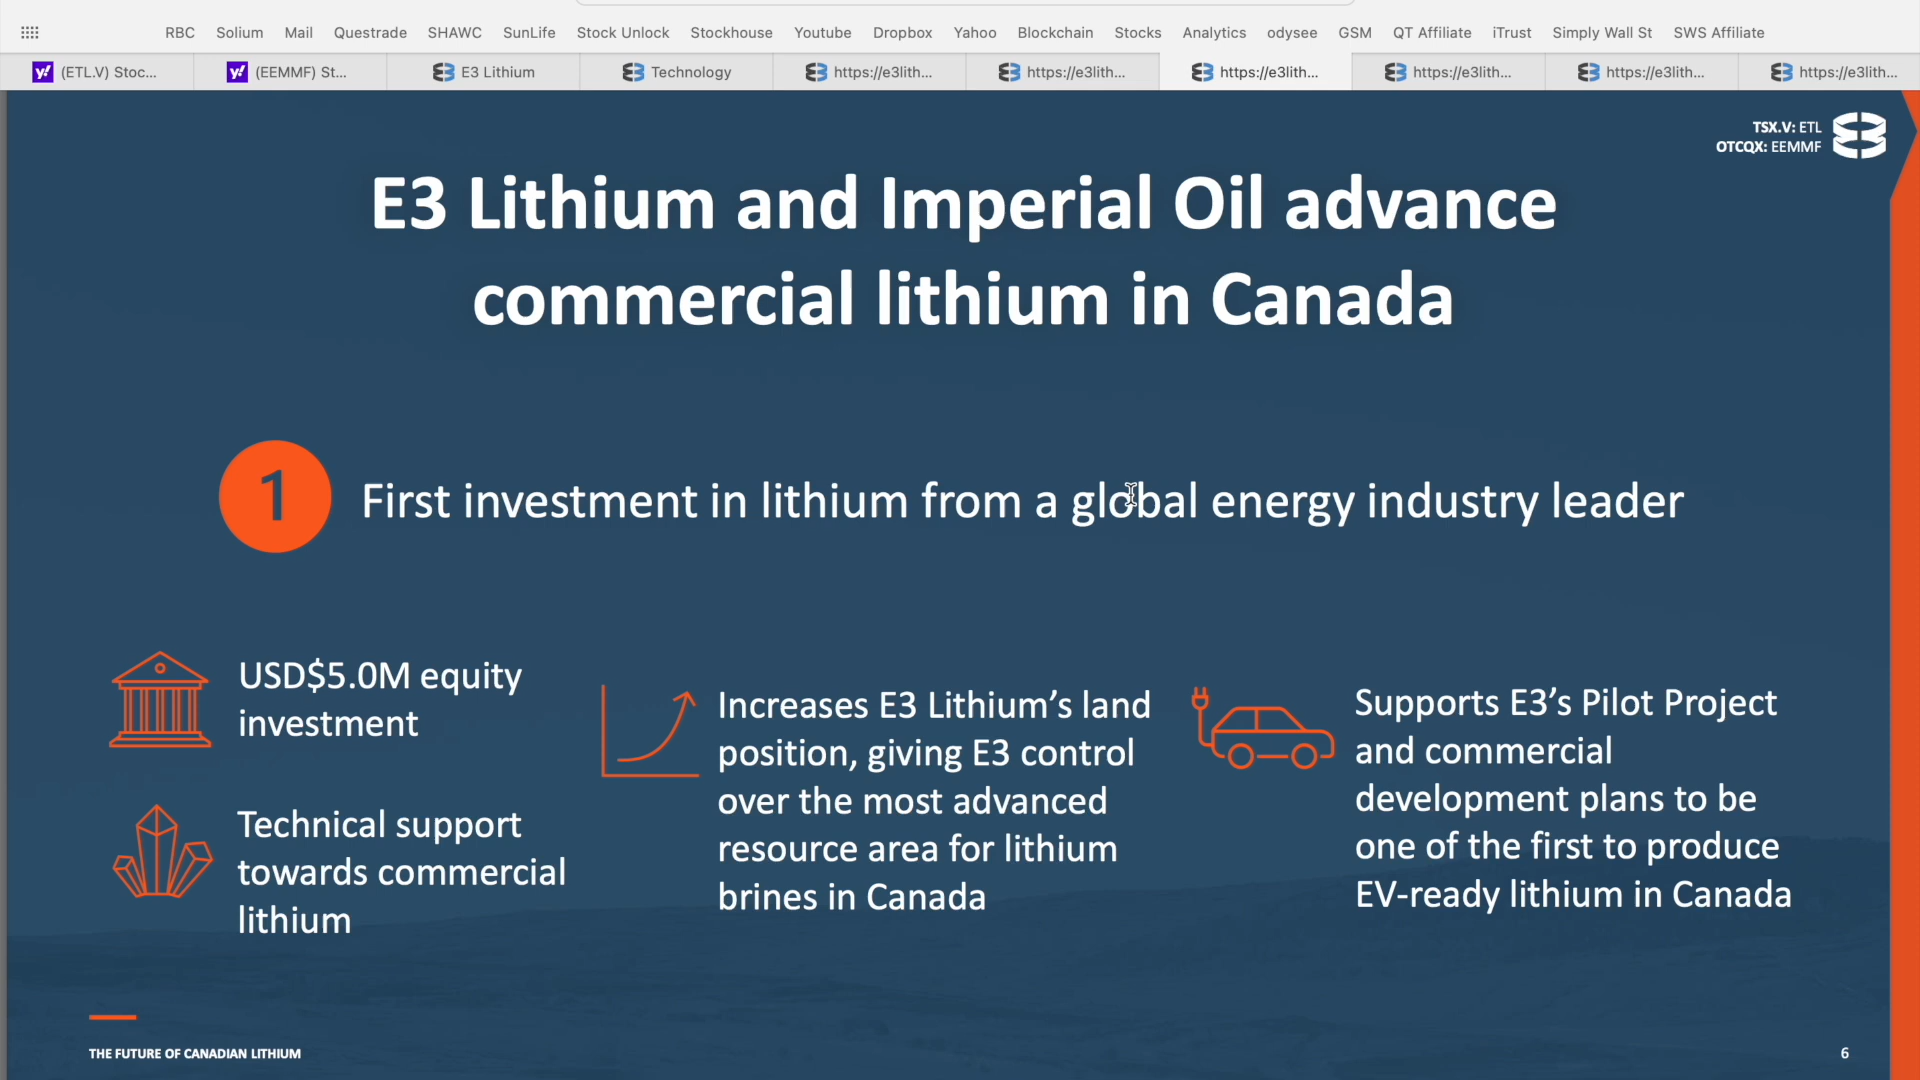 RBC Solium Mail Questrade SHAWC SunLife Stock Unlock Stockhouse Youtube Dropbox Yahoo Blockchain Stocks Analytics odysee GSM QT Affiliate iTrust Simply Wall St SWS Affiliate
(ETL.V) Stoc... (EEMMF) St... E3 Lithium Technology https://e3lith... https://e3lith... https://e3lith... https://e3lith... https://e3lith... https://e3lith...
TSX.V: ETL
OTCQX: EEMMF
E3 Lithium and Imperial Oil advance
commercial lithium in Canada
1 First investment in lithium from a global energy industry leader
USD$5.0M equity
investment
Technical support
towards commercial
lithium
Increases E3 Lithium’s land
position, giving E3 control
over the most advanced
resource area for lithium
brines in Canada
Supports E3’s Pilot Project
and commercial
development plans to be
one of the first to produce
EV-ready lithium in Canada
THE FUTURE OF CANADIAN LITHIUM
6